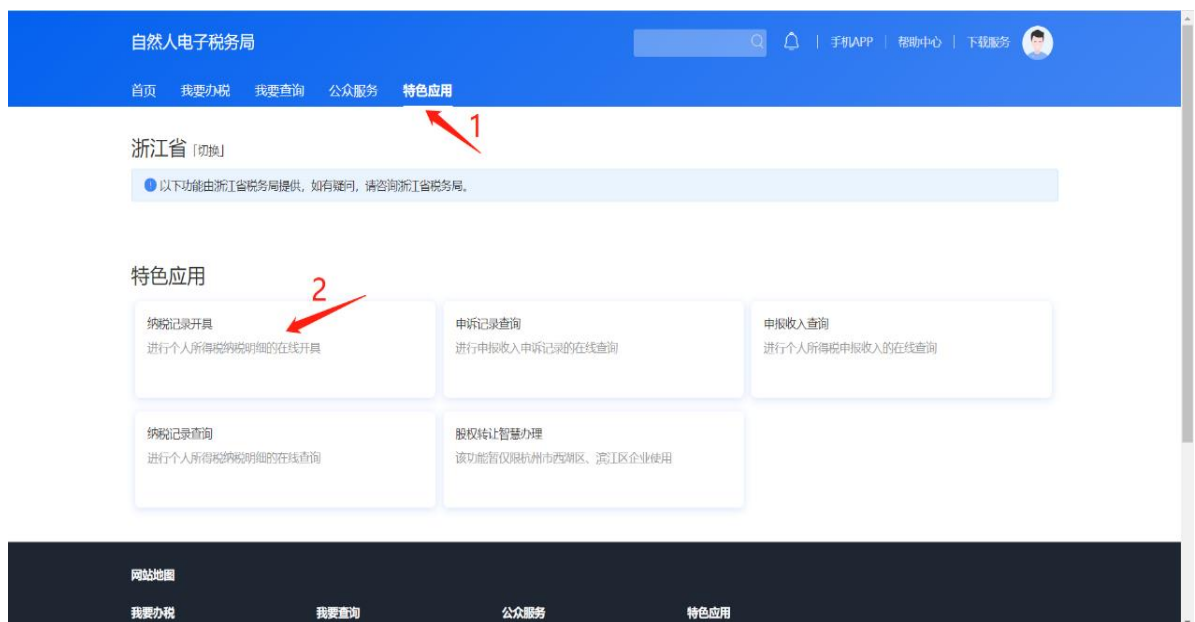 自然人电子税务局
手机APP | 帮助中心 | 下载服务
首页 我要办税 我要查询 公众服务 特色应用
1
浙江省「切换」
以下功能由浙江省税务局提供，如有疑问，请咨询浙江省税务局。
特色应用
2
纳税记录开具
进行个人所得税纳税明细的在线开具
申诉记录查询
进行申报收入申诉记录的在线查询
申报收入查询
进行个人所得税申报收入的在线查询
纳税记录查询
进行个人所得税纳税明细的在线查询
股权转让智慧办理
该功能暂仅限杭州市西湖区、滨江区企业使用
网站地图
我要办税 我要查询 公众服务 特色应用